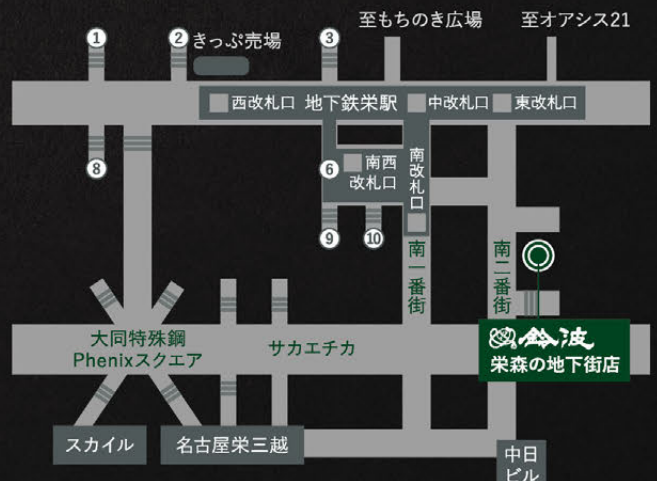 至もちのき広場
至オアシス21
1
2
きっぷ売場
3
西改札口
地下鉄栄駅
中改札口
東改札口
8
6
南西
改札口
南改札口
9
10
南一番街
南二番街
大同特殊鋼
Phenixスクエア
サカエチカ
鈴波
栄森の地下街店
スカイル
名古屋栄三越
中日
ビル